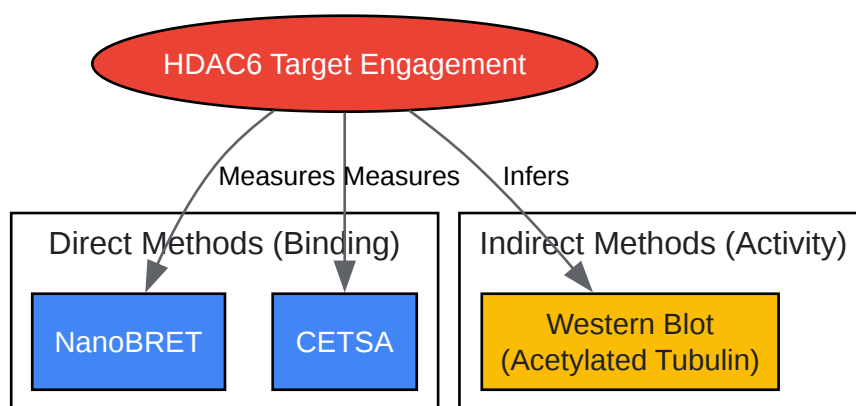 HDAC6 Target Engagement
Measures
Measures
Infers
Direct Methods (Binding)
Indirect Methods (Activity)
NanoBRET
CETSA
Western Blot
(Acetylated Tubulin)